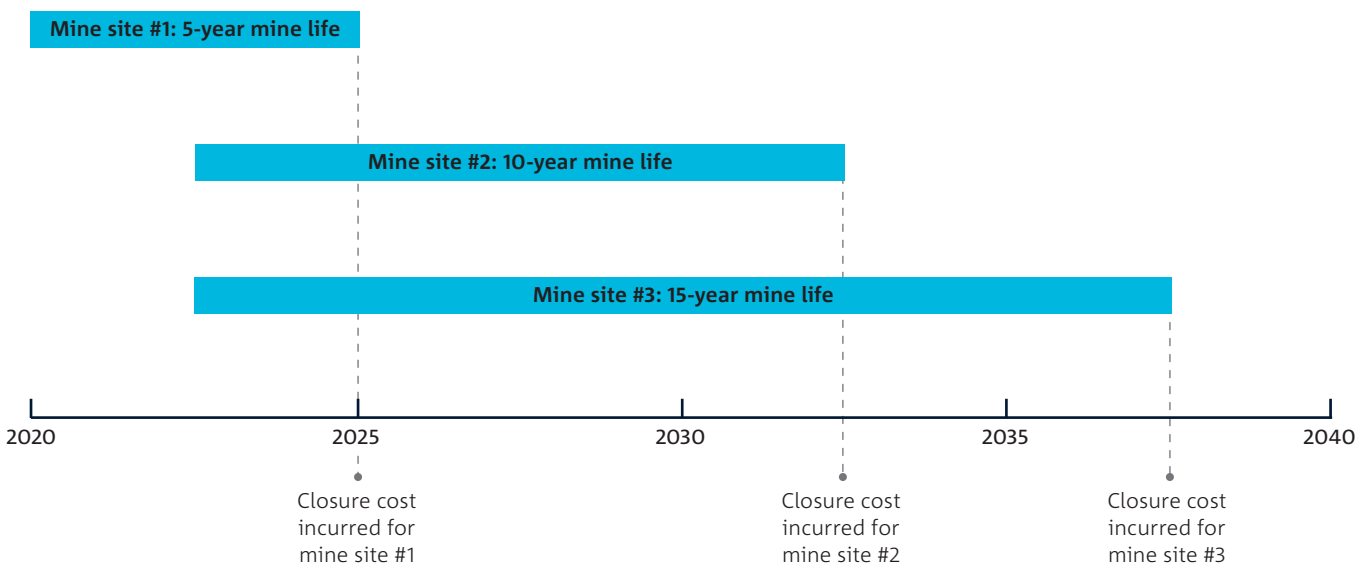 Mine site #1: 5-year mine life
Mine site #2: 10-year mine life
Mine site #3: 15-year mine life
2020
2025
2030
2035
2040
Closure cost
incurred for
mine site #1
Closure cost
incurred for
mine site #2
Closure cost
incurred for
mine site #3